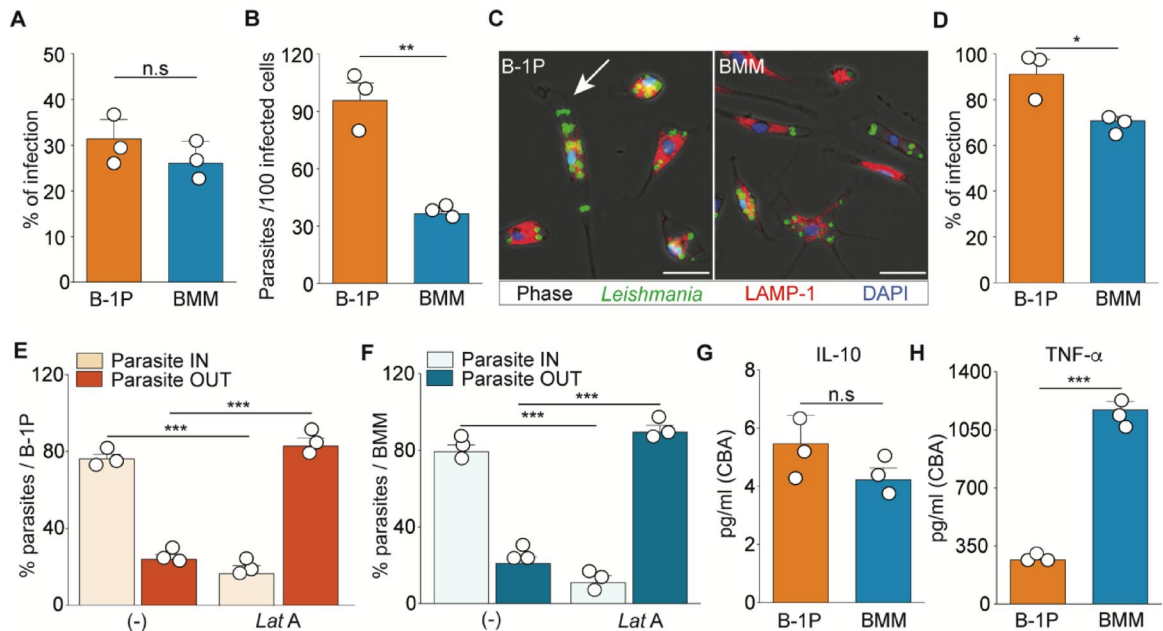 A
% of infection
50
40
30
20
10
0
n.s
B-1P
BMM
B
Parasites /100 infected cells
120
90
60
30
0
**
B-1P
BMM
C
B-1P
BMM
Phase
Leishmania
LAMP-1
DAPI
D
% of infection
100
80
60
40
20
0
*
B-1P
BMM
E
Parasite IN
Parasite OUT
% parasites / B-1P
120
80
40
0
***
***
(-)
Lat A
F
Parasite IN
Parasite OUT
% parasites / BMM
120
80
40
0
***
***
(-)
Lat A
G
IL-10
pg/ml (CBA)
8
6
4
2
0
n.s
B-1P
BMM
H
TNF-α
pg/ml (CBA)
1400
1050
700
350
0
***
B-1P
BMM